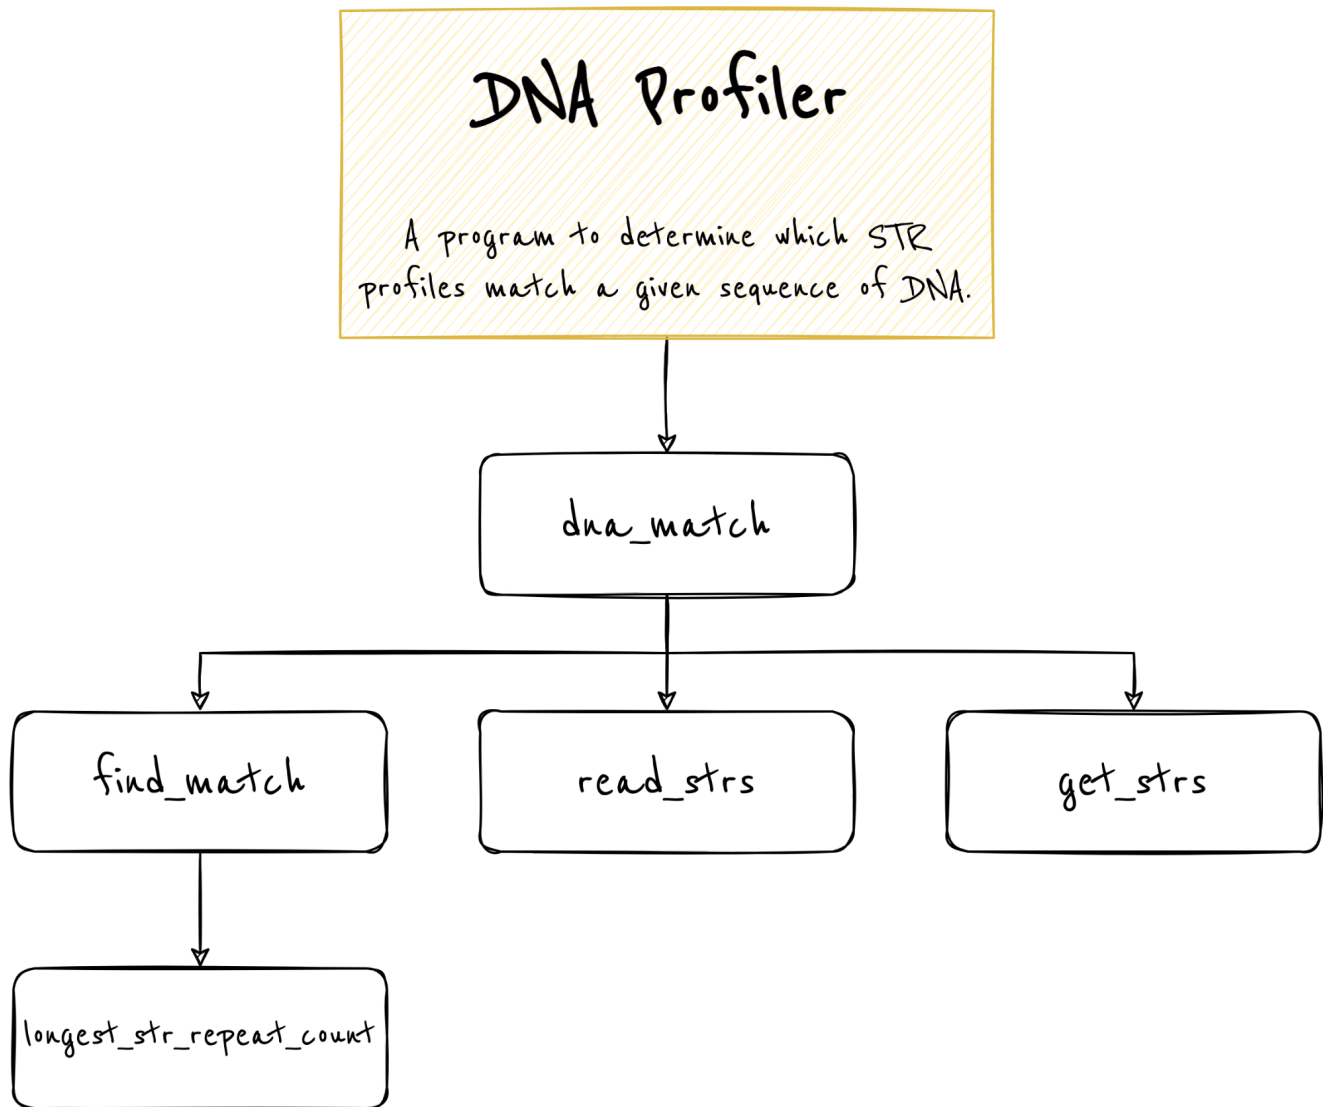 DNA Profiler
A program to determine which STR
profiles match a given sequence of DNA.
dna_match
find_match
read_strs
get_strs
longest_str_repeat_count